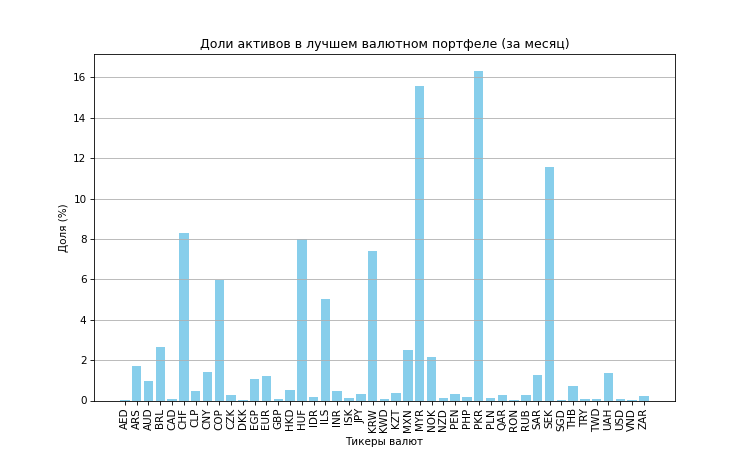 Доли активов в лучшем валютном портфеле (за месяц)
Доля (%)
16
14
12
10
8
6
4
2
0
AED ARS AUD BRL CAD CHF CLP CNY COP CZK DKK EGP EUR GBP HKD HUF IDR ILS INR ISK JPY KRW KWD KZT MXN MYR NOK NZD PEN PHP PKR PLN QAR RON RUB SAR SEK SGD THB TRY TWD UAH USD VND ZAR
Тикеры валют